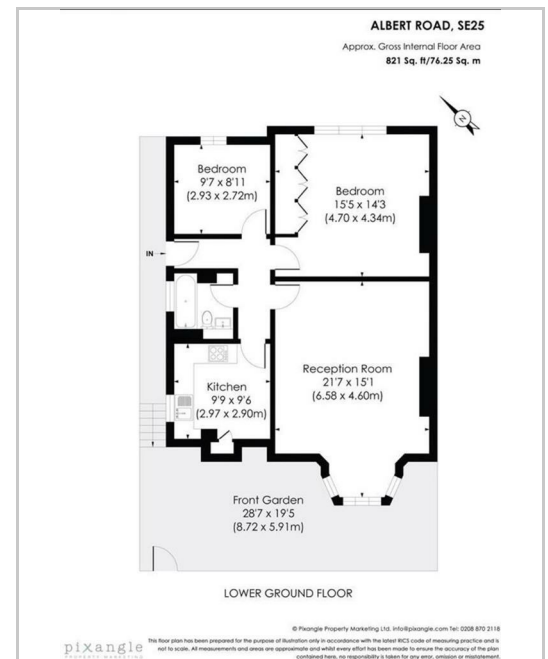 ALBERT ROAD, SE25
Approx. Gross Internal Floor Area
821 Sq. ft/76.25 Sq. m
N
Bedroom
9'7 x 8'11
(2.93 x 2.72m)
Bedroom
15'5 x 14'3
(4.70 x 4.34m)
IN
Reception Room
21'7 x 15'1
(6.58 x 4.60m)
Kitchen
9'9 x 9'6
(2.97 x 2.90m)
Front Garden
28'7 x 19'5
(8.72 x 5.91m)
LOWER GROUND FLOOR
© Pixangle Property Marketing Ltd. info@pixangle.com Tel: 0208 870 2118
pixangle
PROPERTY MARKETING
This floor plan has been prepared for the purpose of illustration only in accordance with the latest RICS code of measuring practice and is
not to scale. All measurements and areas are approximate and whilst every effort has been made to ensure the accuracy of the plan
contained here, no responsibility is taken for any error, omission or misstatement.